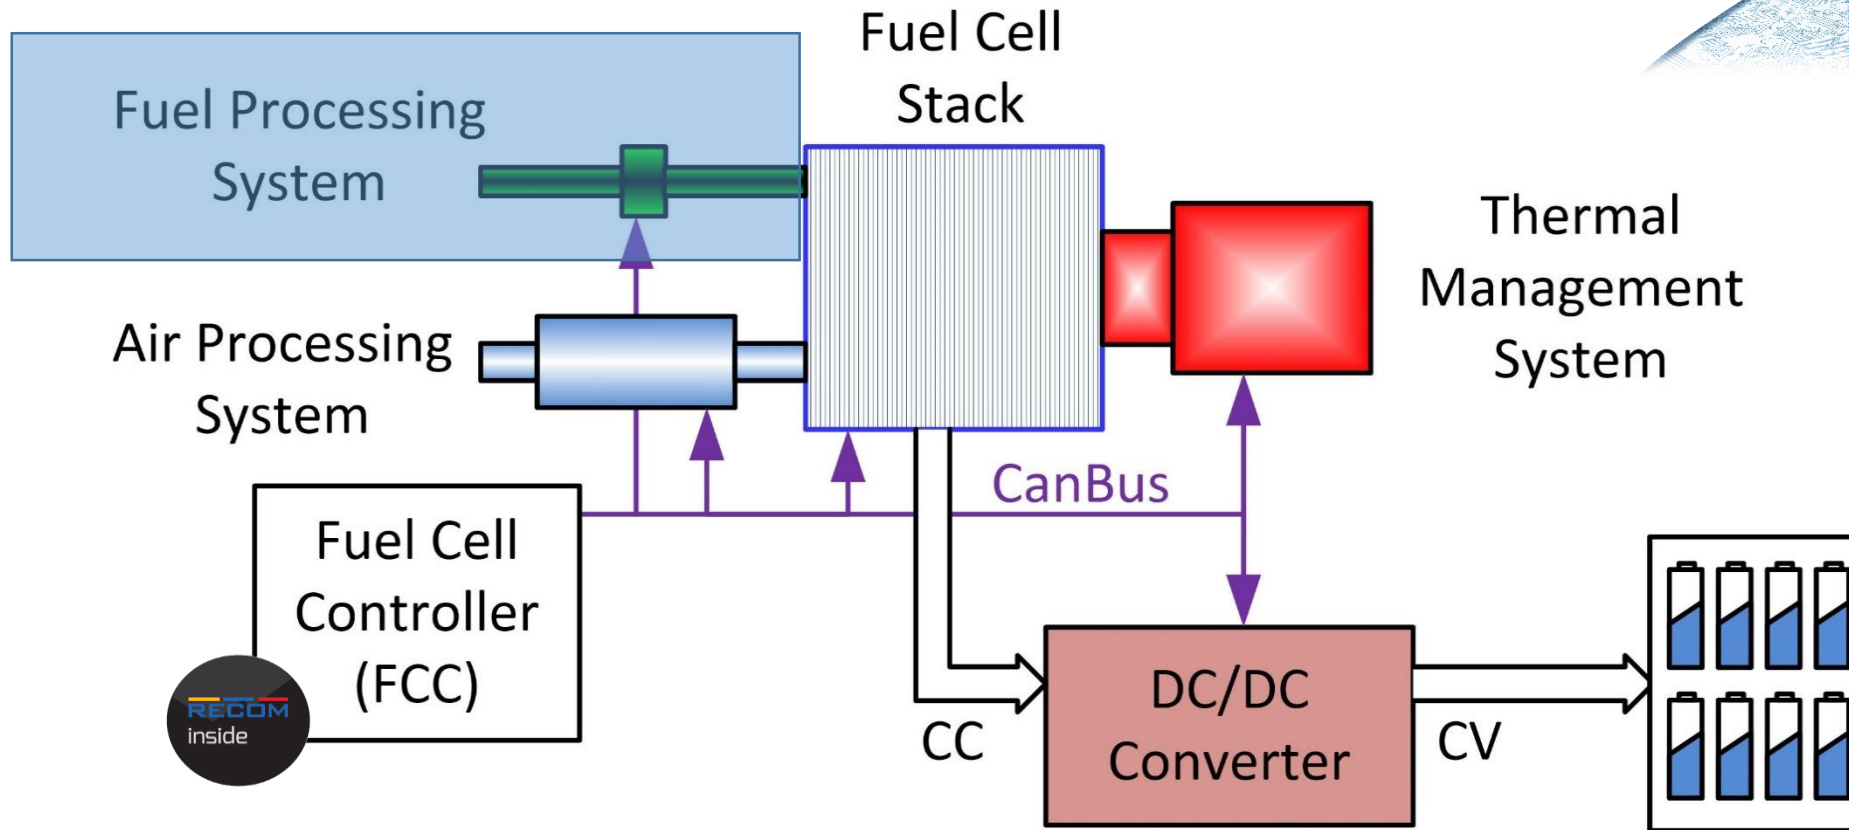 Fuel Cell
Stack
Fuel Processing
System
Thermal
Management
System
Air Processing
System
CanBus
Fuel Cell
Controller
(FCC)
RECOM
inside
CC
DC/DC
Converter
CV